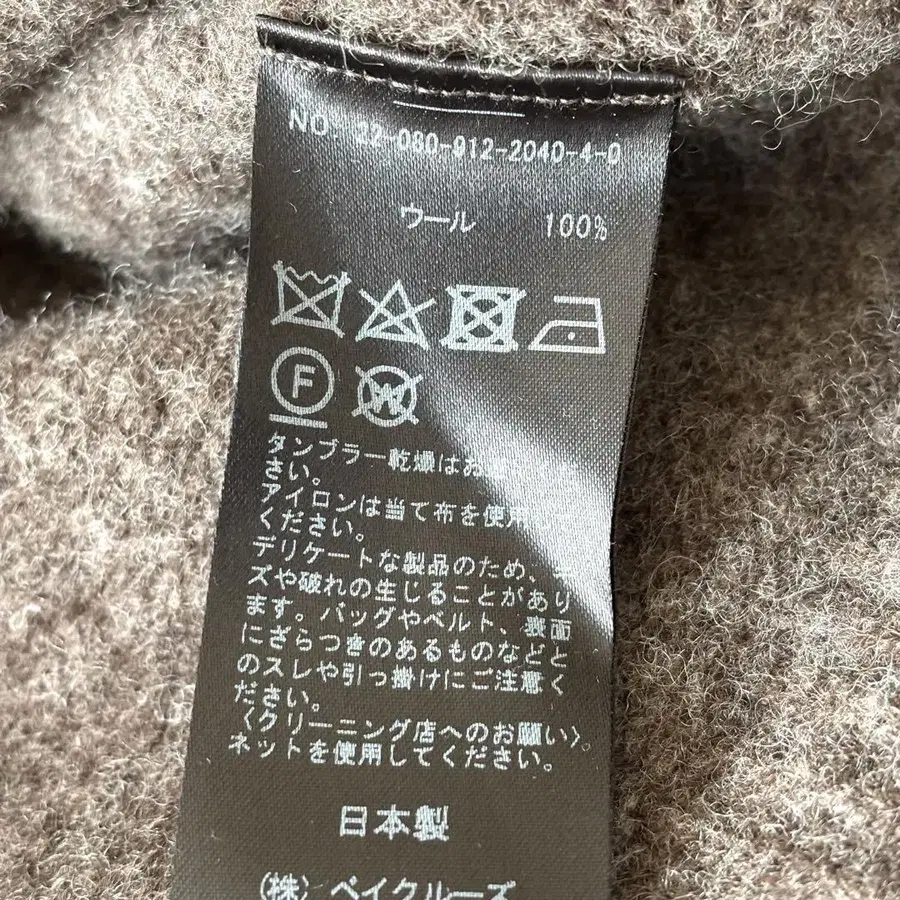 NO. 22-080-912-2040-4-0
ウール 100%
F
W
タンブラー乾燥はお
さい。
アイロンは当て布を使用
ください。
デリケートな製品のため、
ズや破れの生じることがあり
ます。バッグやベルト、裏面
にざらつきのあるものなどと
のスレや引っ掛けにご注意く
ださい。
〈クリーニング店へのお願い〉。
ネットを使用してください。
日本製
(株)ベイクルーズ